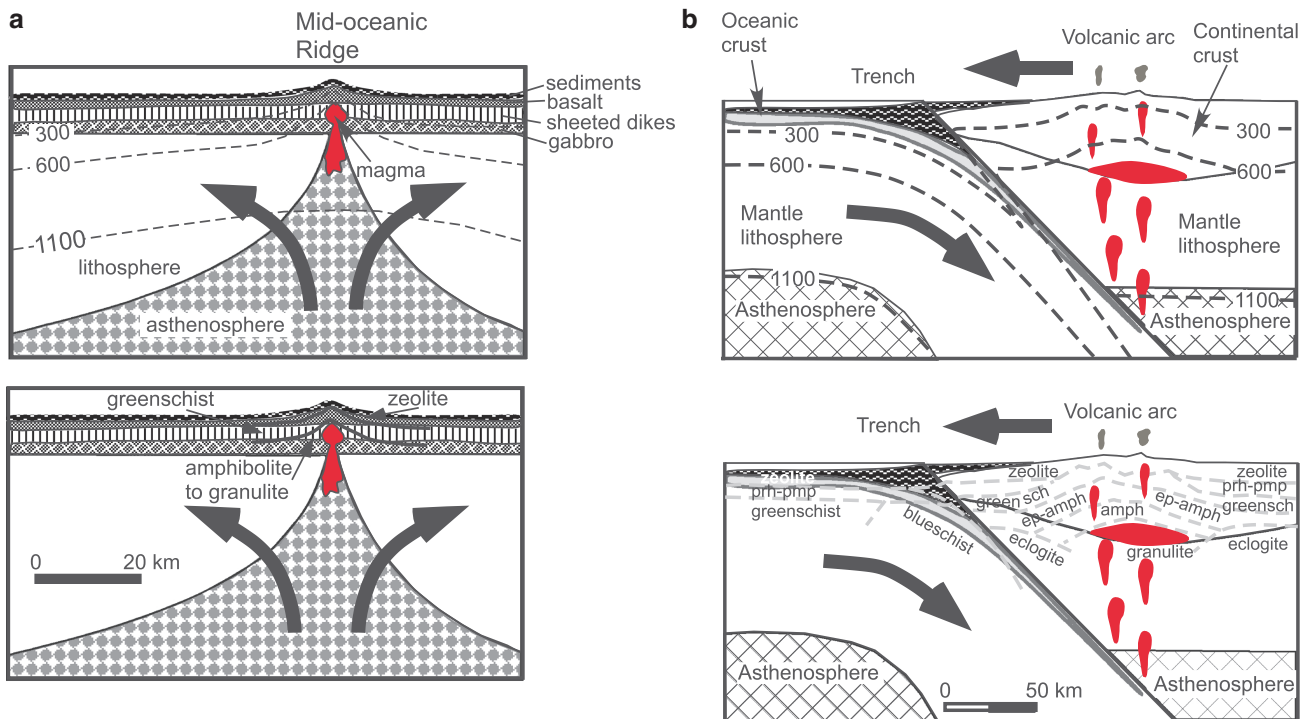 a
Mid-oceanic
Ridge
sediments
basalt
sheeted dikes
gabbro
300
600
magma
1100
lithosphere
asthenosphere
greenschist
zeolite
amphibolite
to granulite
0 20 km
b
Oceanic
crust
Trench
Volcanic arc
Continental
crust
300
300
600
600
Mantle
lithosphere
Mantle
lithosphere
1100
1100
Asthenosphere
Asthenosphere
Trench
Volcanic arc
zeolite
prh-pmp
greenschist
blueschist
zeolite
green sch
ep-amph
eclogite
amph
granulite
ep-amph
zeolite
prh-pmp
greensch
eclogite
Asthenosphere
Asthenosphere
0 50 km